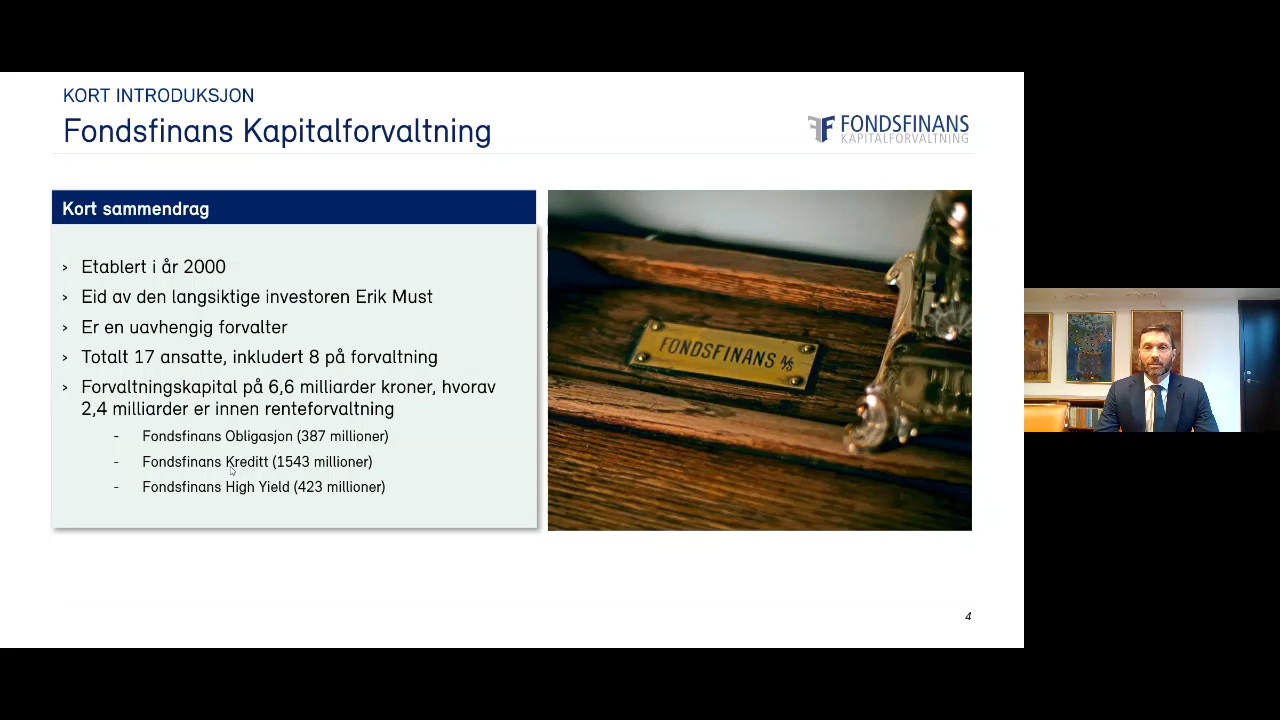 KORT INTRODUKSJON
Fondsfinans Kapitalforvaltning
FONDSFINANS
KAPITALFORVALTNING
Kort sammendrag
› Etablert i år 2000
› Eid av den langsiktige investoren Erik Must
› Er en uavhengig forvalter
› Totalt 17 ansatte, inkludert 8 på forvaltning
› Forvaltningskapital på 6,6 milliarder kroner, hvorav
2,4 milliarder er innen renteforvaltning
- Fondsfinans Obligasjon (387 millioner)
- Fondsfinans Kreditt (1543 millioner)
- Fondsfinans High Yield (423 millioner)
FONDSFINANS A/S
4